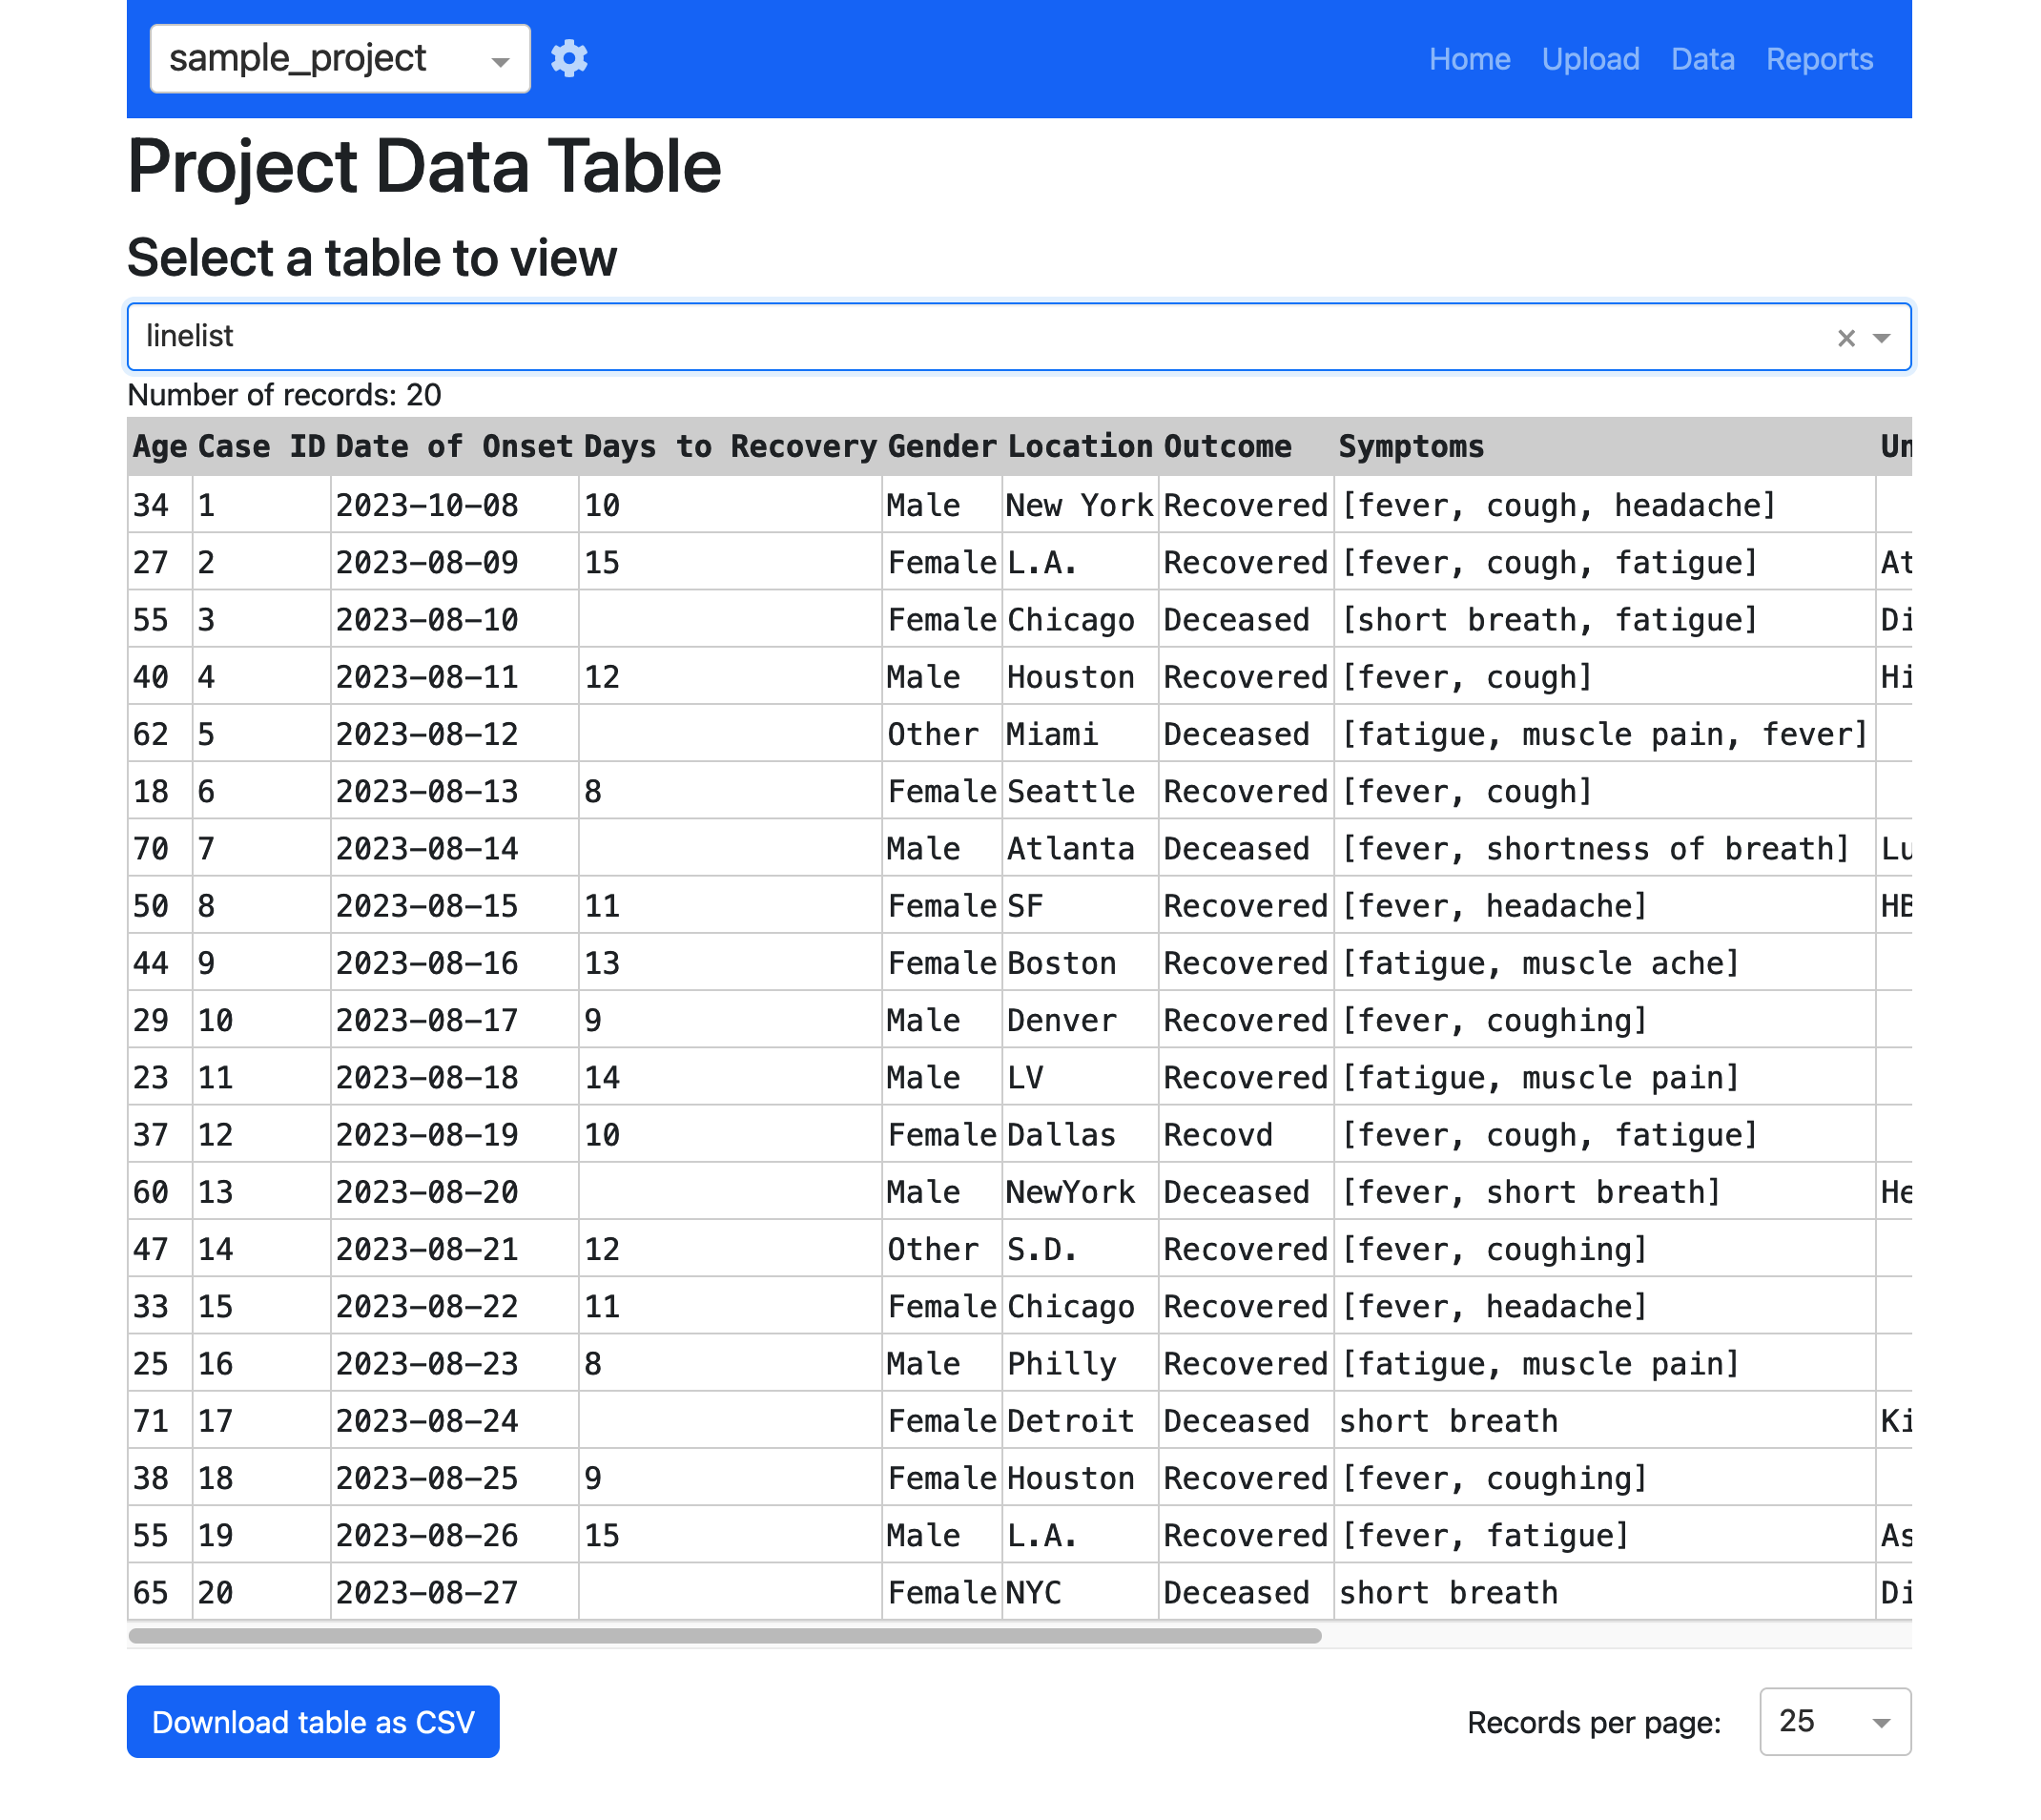 sample_project Home Upload Data Reports
Project Data Table
Select a table to view
linelist
Number of records: 20
Age Case ID Date of Onset Days to Recovery Gender Location Outcome Symptoms Un
34 1 2023-10-08 10 Male New York Recovered [fever, cough, headache]
27 2 2023-08-09 15 Female L.A. Recovered [fever, cough, fatigue] At
55 3 2023-08-10 Female Chicago Deceased [short breath, fatigue] Di
40 4 2023-08-11 12 Male Houston Recovered [fever, cough] Hi
62 5 2023-08-12 Other Miami Deceased [fatigue, muscle pain, fever]
18 6 2023-08-13 8 Female Seattle Recovered [fever, cough]
70 7 2023-08-14 Male Atlanta Deceased [fever, shortness of breath] Lu
50 8 2023-08-15 11 Female SF Recovered [fever, headache] HB
44 9 2023-08-16 13 Female Boston Recovered [fatigue, muscle ache]
29 10 2023-08-17 9 Male Denver Recovered [fever, coughing]
23 11 2023-08-18 14 Male LV Recovered [fatigue, muscle pain]
37 12 2023-08-19 10 Female Dallas Recovd [fever, cough, fatigue]
60 13 2023-08-20 Male NewYork Deceased [fever, short breath] He
47 14 2023-08-21 12 Other S.D. Recovered [fever, coughing]
33 15 2023-08-22 11 Female Chicago Recovered [fever, headache]
25 16 2023-08-23 8 Male Philly Recovered [fatigue, muscle pain]
71 17 2023-08-24 Female Detroit Deceased short breath Ki
38 18 2023-08-25 9 Female Houston Recovered [fever, coughing]
55 19 2023-08-26 15 Male L.A. Recovered [fever, fatigue] As
65 20 2023-08-27 Female NYC Deceased short breath Di
Download table as CSV Records per page: 25